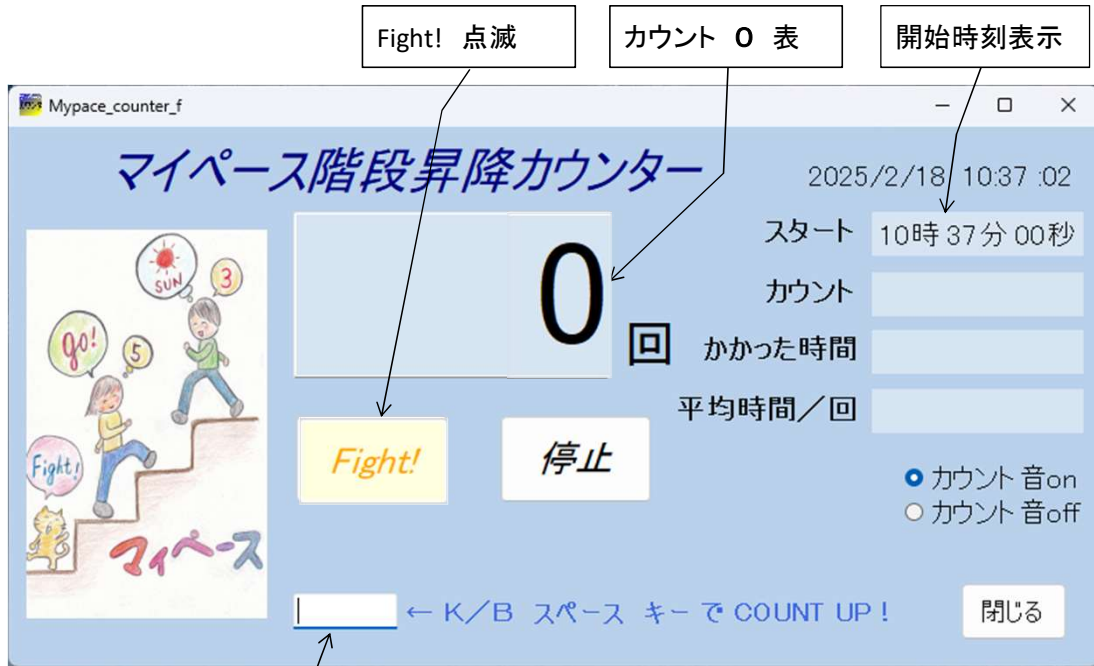 Fight! 点滅
カウント 0 表
開始時刻表示
Mypace_counter_f
マイペース階段昇降カウンター
2025/2/18 10:37 :02
スタート 10時 37分 00秒
0 回
カウント
かかった時間
平均時間／回
SUN
3
go!
5
Fight!
マイペース
Fight!
停止
カウント 音on
カウント 音off
← K／B スペース キー で COUNT UP !
閉じる